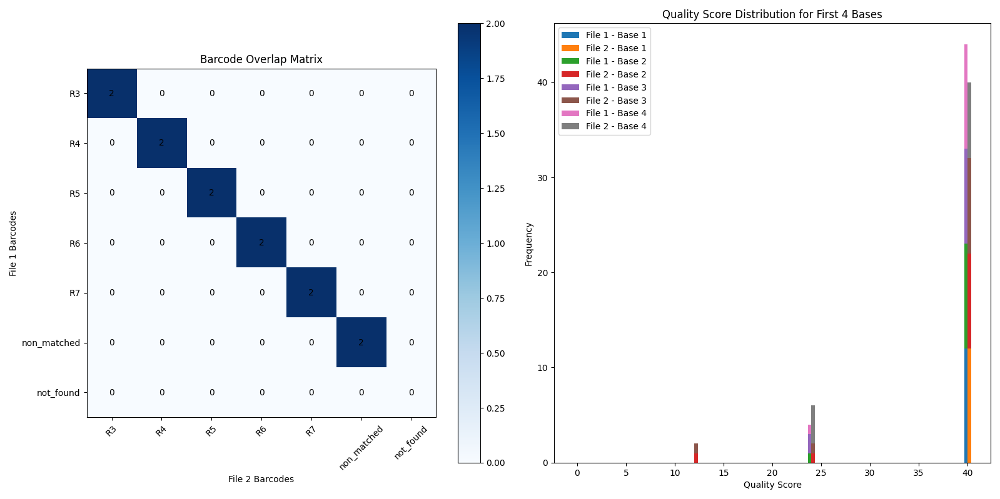 Barcode Overlap Matrix
File 1 Barcodes
R3 2 0 0 0 0 0 0
R4 0 2 0 0 0 0 0
R5 0 0 2 0 0 0 0
R6 0 0 0 2 0 0 0
R7 0 0 0 0 2 0 0
non_matched 0 0 0 0 0 2 0
not_found 0 0 0 0 0 0 0
R3 R4 R5 R6 R7 non_matched not_found
File 2 Barcodes
2.00
1.75
1.50
1.25
1.00
0.75
0.50
0.25
0.00
Quality Score Distribution for First 4 Bases
File 1 - Base 1
File 2 - Base 1
File 1 - Base 2
File 2 - Base 2
File 1 - Base 3
File 2 - Base 3
File 1 - Base 4
File 2 - Base 4
Frequency
40
30
20
10
0
0 5 10 15 20 25 30 35 40
Quality Score